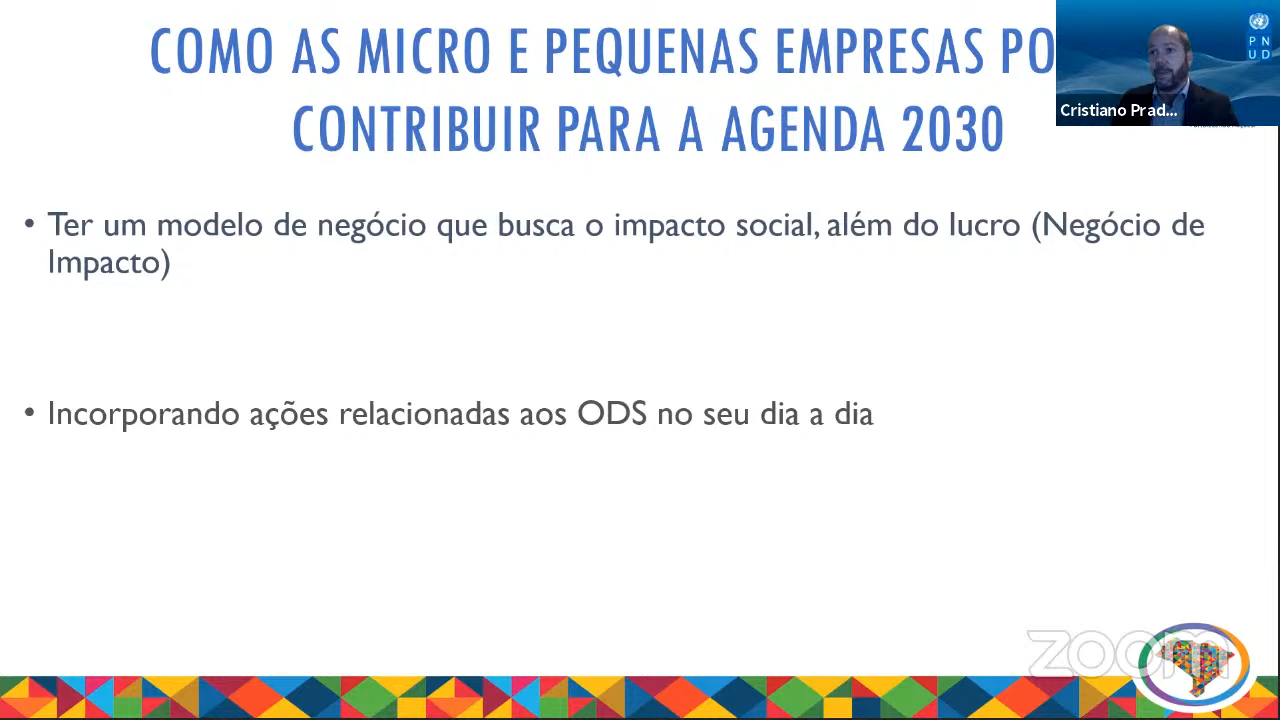 COMO AS MICRO E PEQUENAS EMPRESAS PO
CONTRIBUIR PARA A AGENDA 2030
P N
U D
Cristiano Prad...
• Ter um modelo de negócio que busca o impacto social, além do lucro (Negócio de
Impacto)
• Incorporando ações relacionadas aos ODS no seu dia a dia
zoom